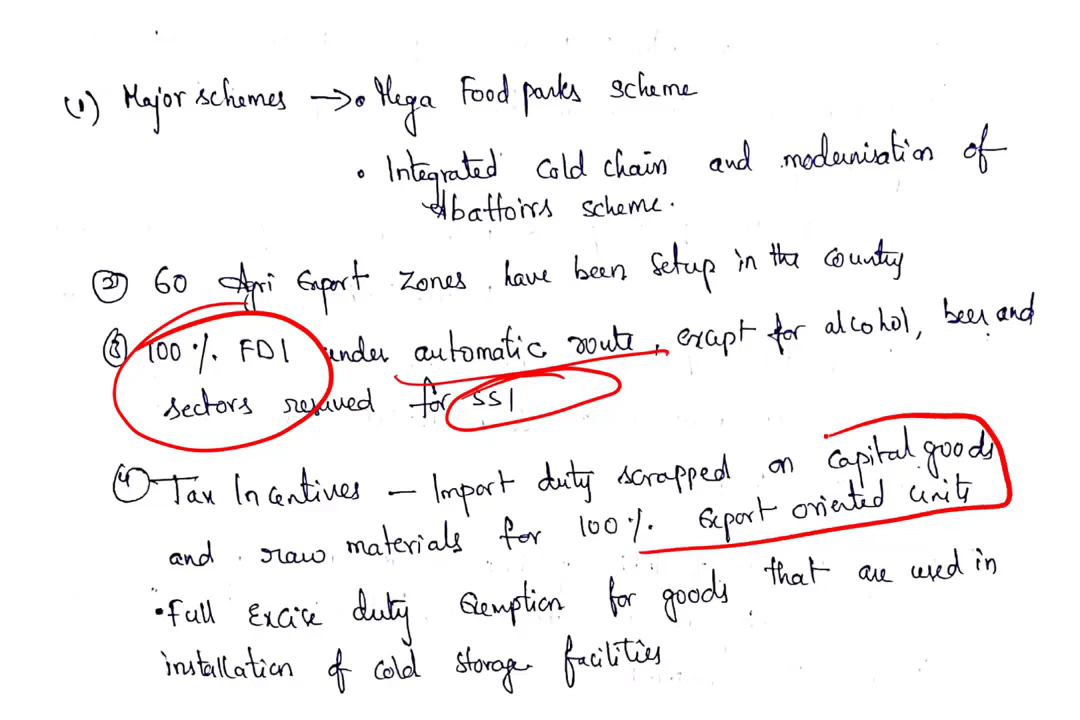 (1) Major schemes → • Mega Food parks scheme
• Integrated cold chain and modernisation of
Abattoirs scheme.
(2) 60 Agri Export Zones have been setup in the country
(3) 100% FDI under automatic route, except for alcohol, beer and
sectors reserved for SSI
(4) Tax Incentives – Import duty scrapped on capital goods
and raw materials for 100% Export oriented units
• Full Excise duty Exemption for goods that are used in
installation of cold storage facilities